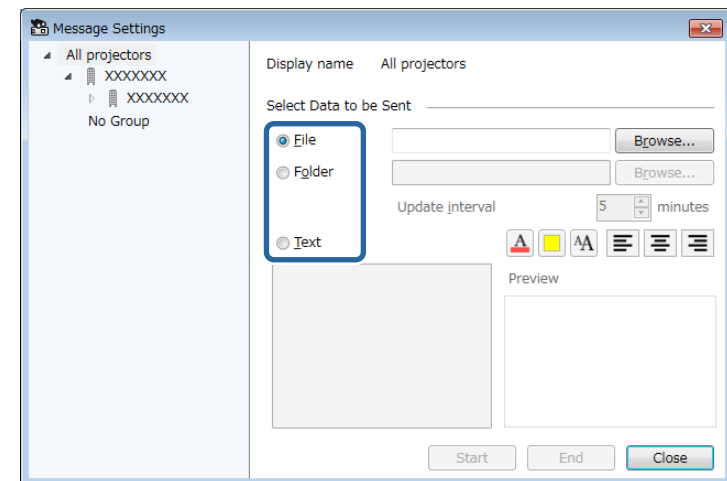 Message Settings
All projectors
XXXXXXX
XXXXXXX
No Group
Display name All projectors
Select Data to be Sent
File Browse...
Folder Browse...
Update interval 5 minutes
Text A AA
Preview
Start End Close